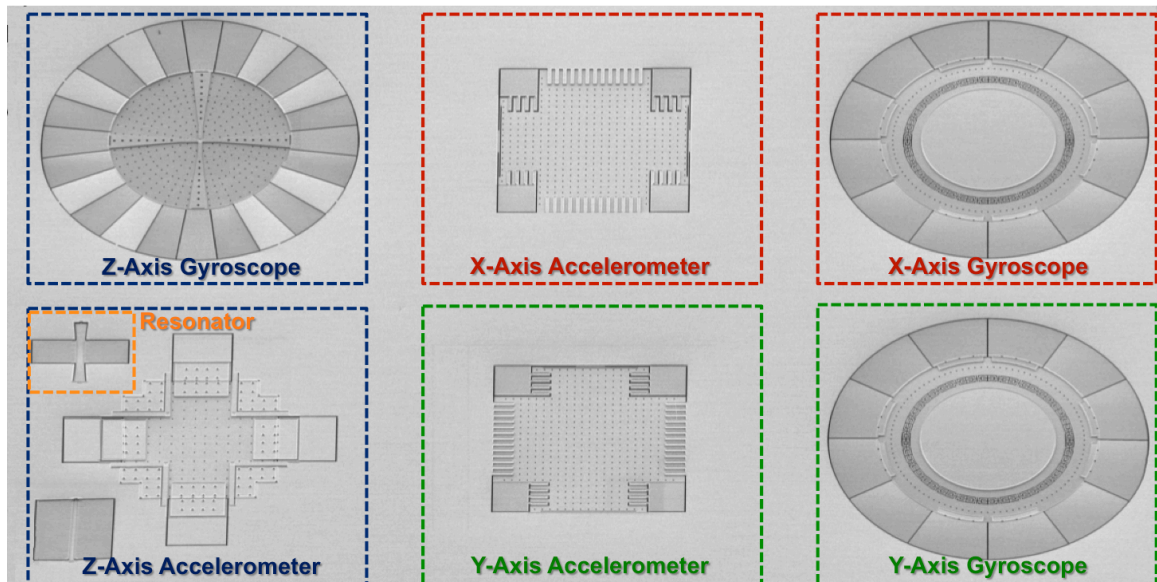 Z-Axis Gyroscope
X-Axis Accelerometer
X-Axis Gyroscope
Resonator
Z-Axis Accelerometer
Y-Axis Accelerometer
Y-Axis Gyroscope